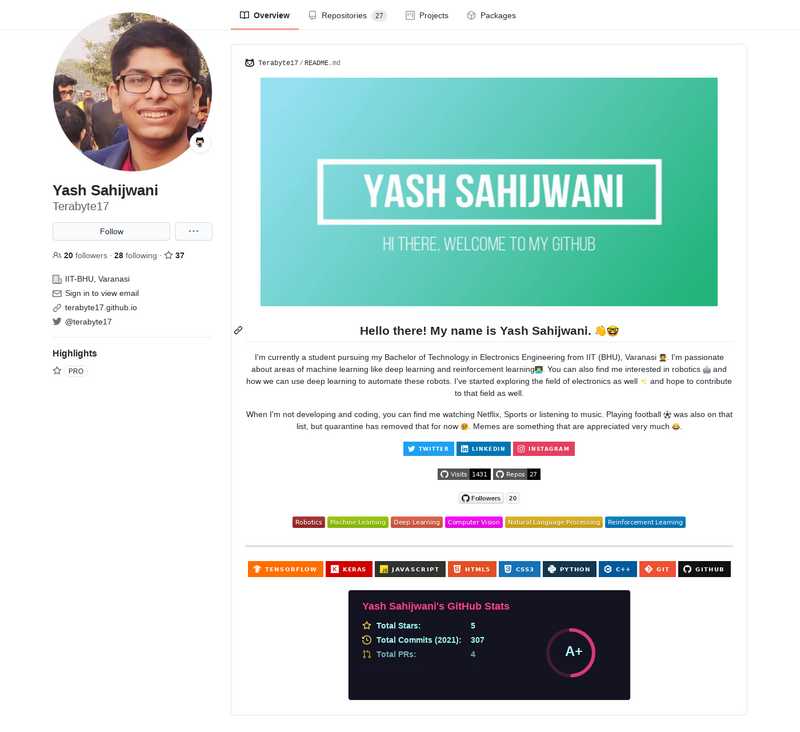 Overview
Repositories 27
Projects
Packages
Yash Sahijwani
Terabyte17
Follow
20 followers · 28 following · 37
IIT-BHU, Varanasi
Sign in to view email
terabyte17.github.io
@terabyte17
Highlights
PRO
Terabyte17/README.md
YASH SAHIJWANI
HI THERE, WELCOME TO MY GITHUB
Hello there! My name is Yash Sahijwani. 👋🤓
I'm currently a student pursuing my Bachelor of Technology in Electronics Engineering from IIT (BHU), Varanasi 👨‍🎓. I'm passionate
about areas of machine learning like deep learning and reinforcement learning👨‍💻. You can also find me interested in robotics 🤖 and
how we can use deep learning to automate these robots. I've started exploring the field of electronics as well and hope to contribute
to that field as well.
When I'm not developing and coding, you can find me watching Netflix, Sports or listening to music. Playing football ⚽ was also on that
list, but quarantine has removed that for now. Memes are something that are appreciated very much 😂.
TWITTER
LINKEDIN
INSTAGRAM
Visits 1431
Repos 27
Followers 20
Robotics
Machine Learning
Deep Learning
Computer Vision
Natural Language Processing
Reinforcement Learning
TENSORFLOW
KERAS
JAVASCRIPT
HTML5
CSS3
PYTHON
C++
GIT
GITHUB
Yash Sahijwani's GitHub Stats
Total Stars: 5
Total Commits (2021): 307
Total PRs: 4
A+